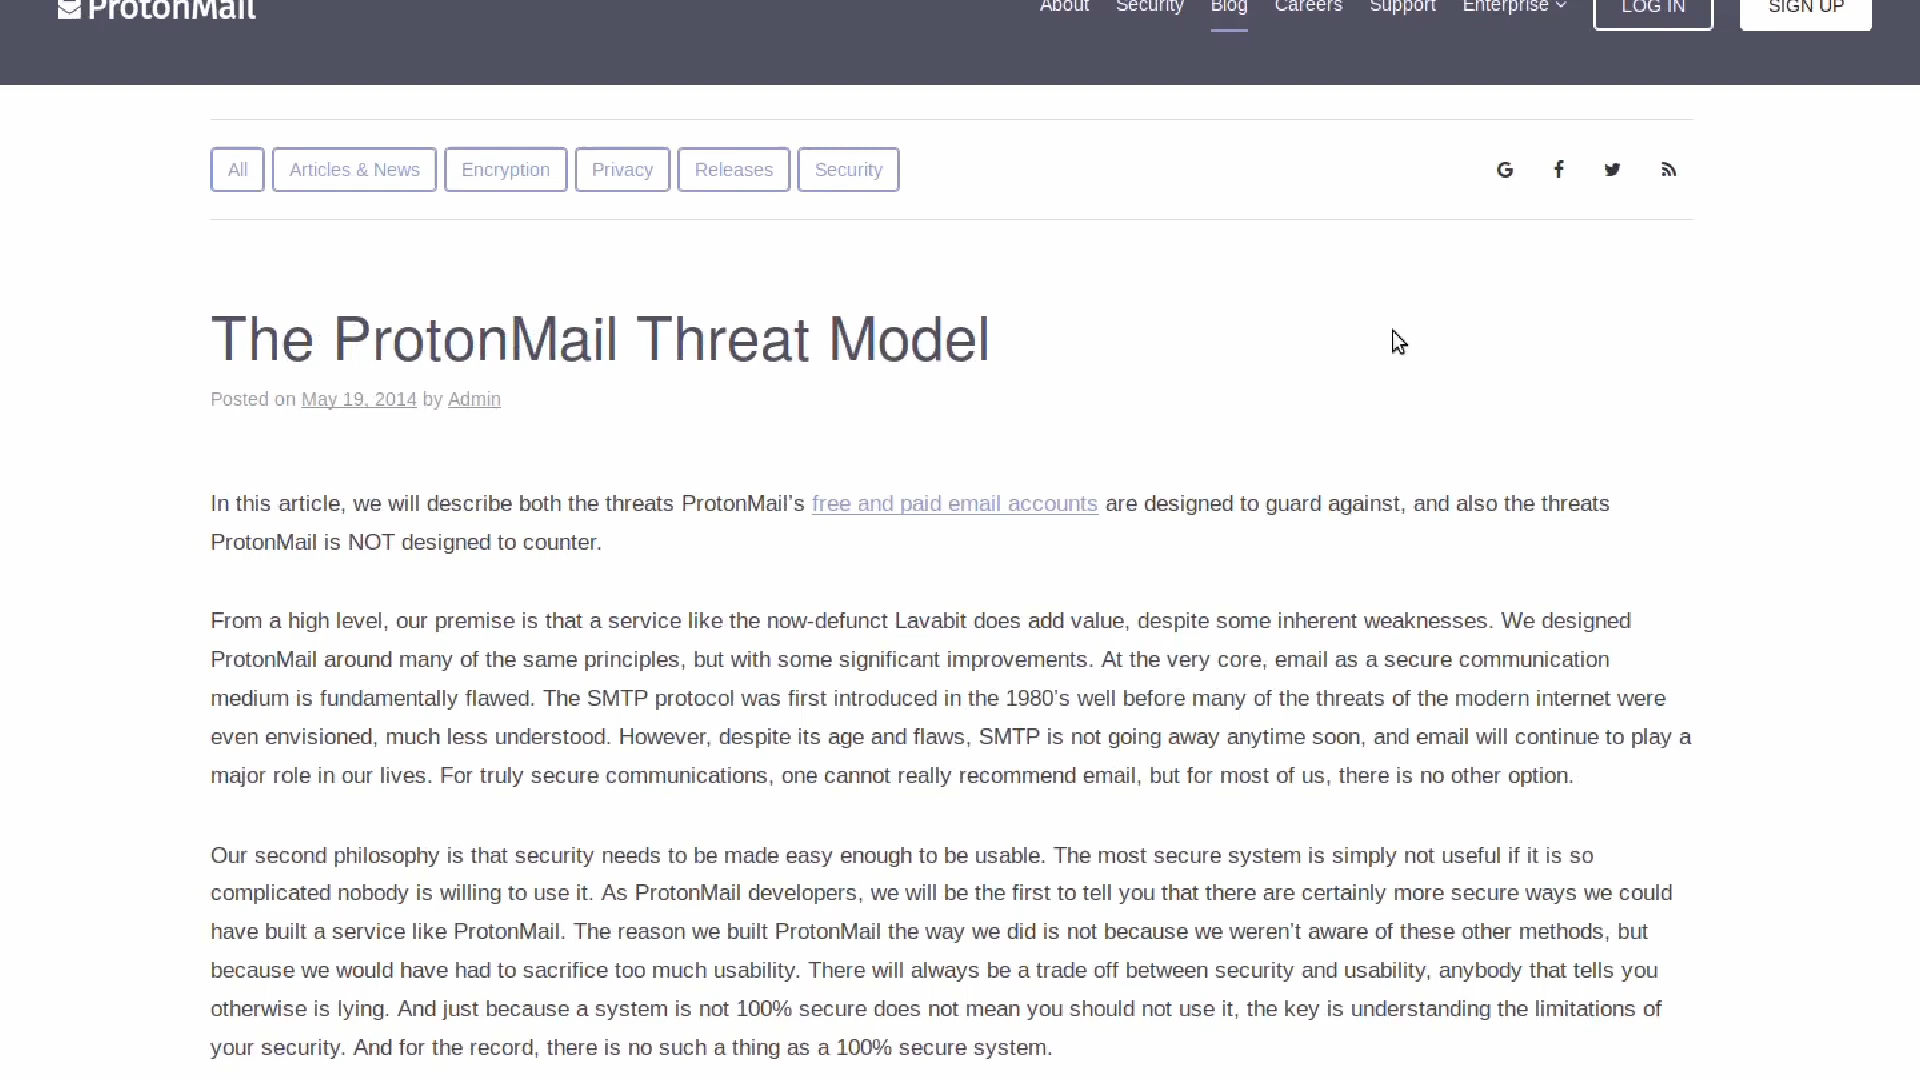 ProtonMail
About Security Blog Careers Support Enterprise LOG IN SIGN UP
All Articles & News Encryption Privacy Releases Security
The ProtonMail Threat Model
Posted on May 19, 2014 by Admin
In this article, we will describe both the threats ProtonMail’s free and paid email accounts are designed to guard against, and also the threats
ProtonMail is NOT designed to counter.
From a high level, our premise is that a service like the now-defunct Lavabit does add value, despite some inherent weaknesses. We designed
ProtonMail around many of the same principles, but with some significant improvements. At the very core, email as a secure communication
medium is fundamentally flawed. The SMTP protocol was first introduced in the 1980’s well before many of the threats of the modern internet were
even envisioned, much less understood. However, despite its age and flaws, SMTP is not going away anytime soon, and email will continue to play a
major role in our lives. For truly secure communications, one cannot really recommend email, but for most of us, there is no other option.
Our second philosophy is that security needs to be made easy enough to be usable. The most secure system is simply not useful if it is so
complicated nobody is willing to use it. As ProtonMail developers, we will be the first to tell you that there are certainly more secure ways we could
have built a service like ProtonMail. The reason we built ProtonMail the way we did is not because we weren’t aware of these other methods, but
because we would have had to sacrifice too much usability. There will always be a trade off between security and usability, anybody that tells you
otherwise is lying. And just because a system is not 100% secure does not mean you should not use it, the key is understanding the limitations of
your security. And for the record, there is no such a thing as a 100% secure system.